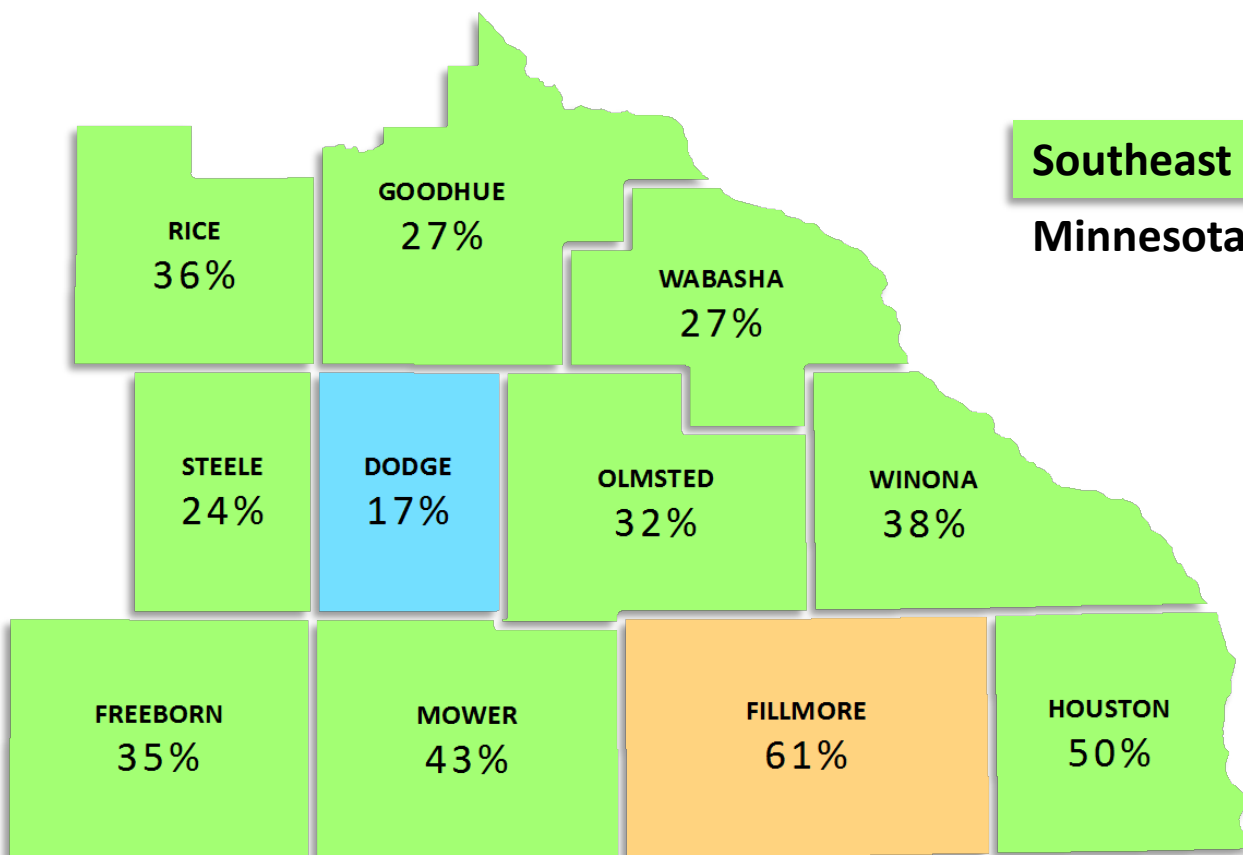 GOODHUE
27%
RICE
36%
Southeast
Minnesota
WABASHA
27%
STEELE
24%
DODGE
17%
OLMSTED
32%
WINONA
38%
FREEBORN
35%
MOWER
43%
FILLMORE
61%
HOUSTON
50%